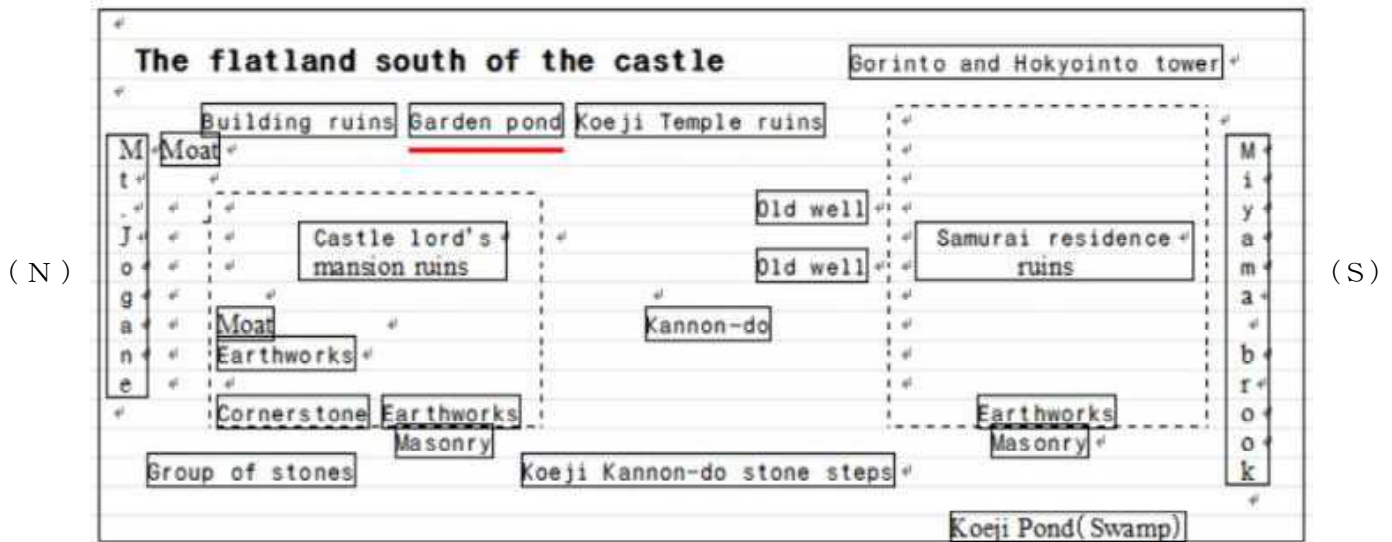 The flatland south of the castle
Gorinto and Hokyointo tower
Building ruins Garden pond Koeji Temple ruins
Mt.Jogane
Moat
Miyama brook
Old well
Castle lord's
mansion ruins
Samurai residence
ruins
Old well
(N)
(S)
Moat
Kannon-do
Earthworks
Cornerstone Earthworks
Earthworks
Masonry
Masonry
Group of stones
Koeji Kannon-do stone steps
Koeji Pond(Swamp)